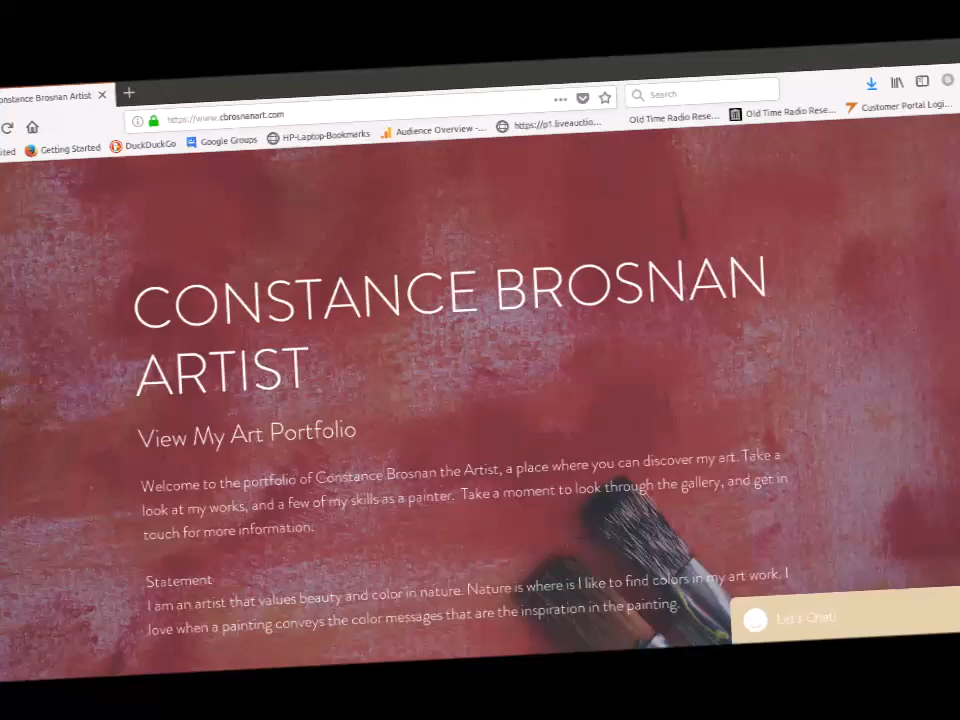 onstance Brosnan Artist
https://www.cbrosnanart.com
Search
ited
Getting Started
DuckDuckGo
Google Groups
HP-Laptop-Bookmarks
Audience Overview -...
https://p1.liveauctio...
Old Time Radio Rese...
Old Time Radio Rese...
Customer Portal Logi...
CONSTANCE BROSNAN
ARTIST
View My Art Portfolio
Welcome to the portfolio of Constance Brosnan the Artist, a place where you can discover my art. Take a
look at my works, and a few of my skills as a painter. Take a moment to look through the gallery, and get in
touch for more information.
Statement
I am an artist that values beauty and color in nature. Nature is where is I like to find colors in my art work. I
love when a painting conveys the color messages that are the inspiration in the painting.
Let's Chat!